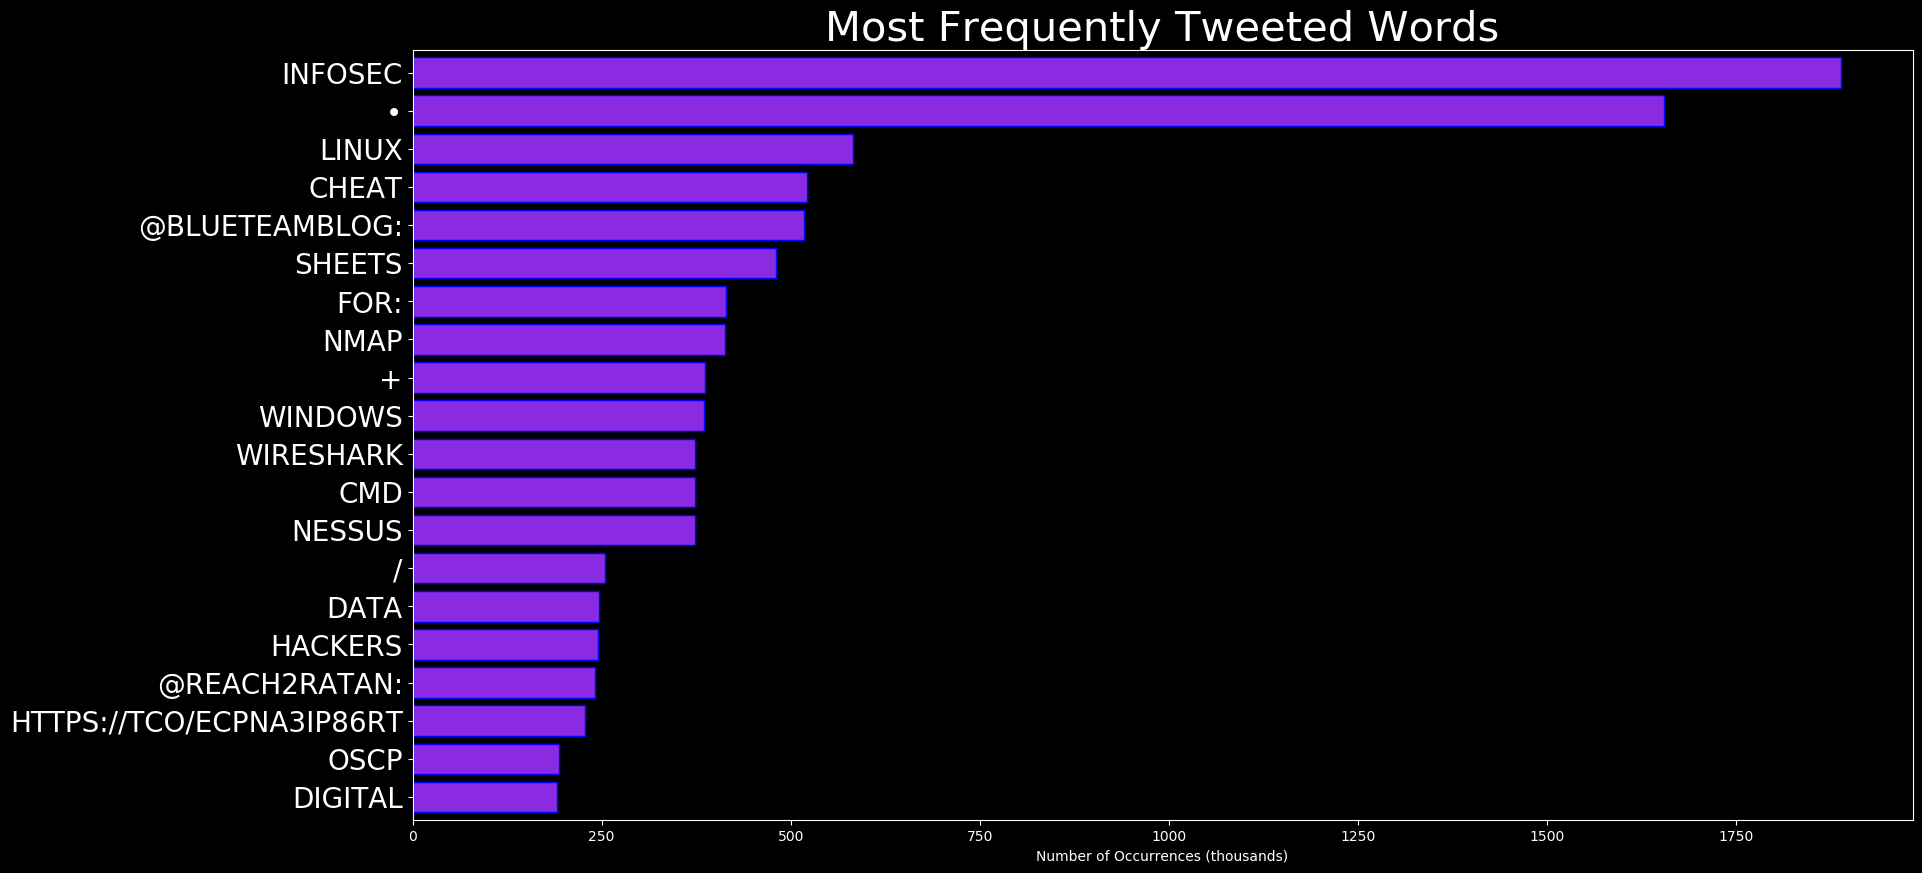 Most Frequently Tweeted Words
INFOSEC
•
LINUX
CHEAT
@BLUETEAMBLOG:
SHEETS
FOR:
NMAP
+
WINDOWS
WIRESHARK
CMD
NESSUS
/
DATA
HACKERS
@REACH2RATAN:
HTTPS://TCO/ECPNA3IP86RT
OSCP
DIGITAL
0 250 500 750 1000 1250 1500 1750
Number of Occurrences (thousands)